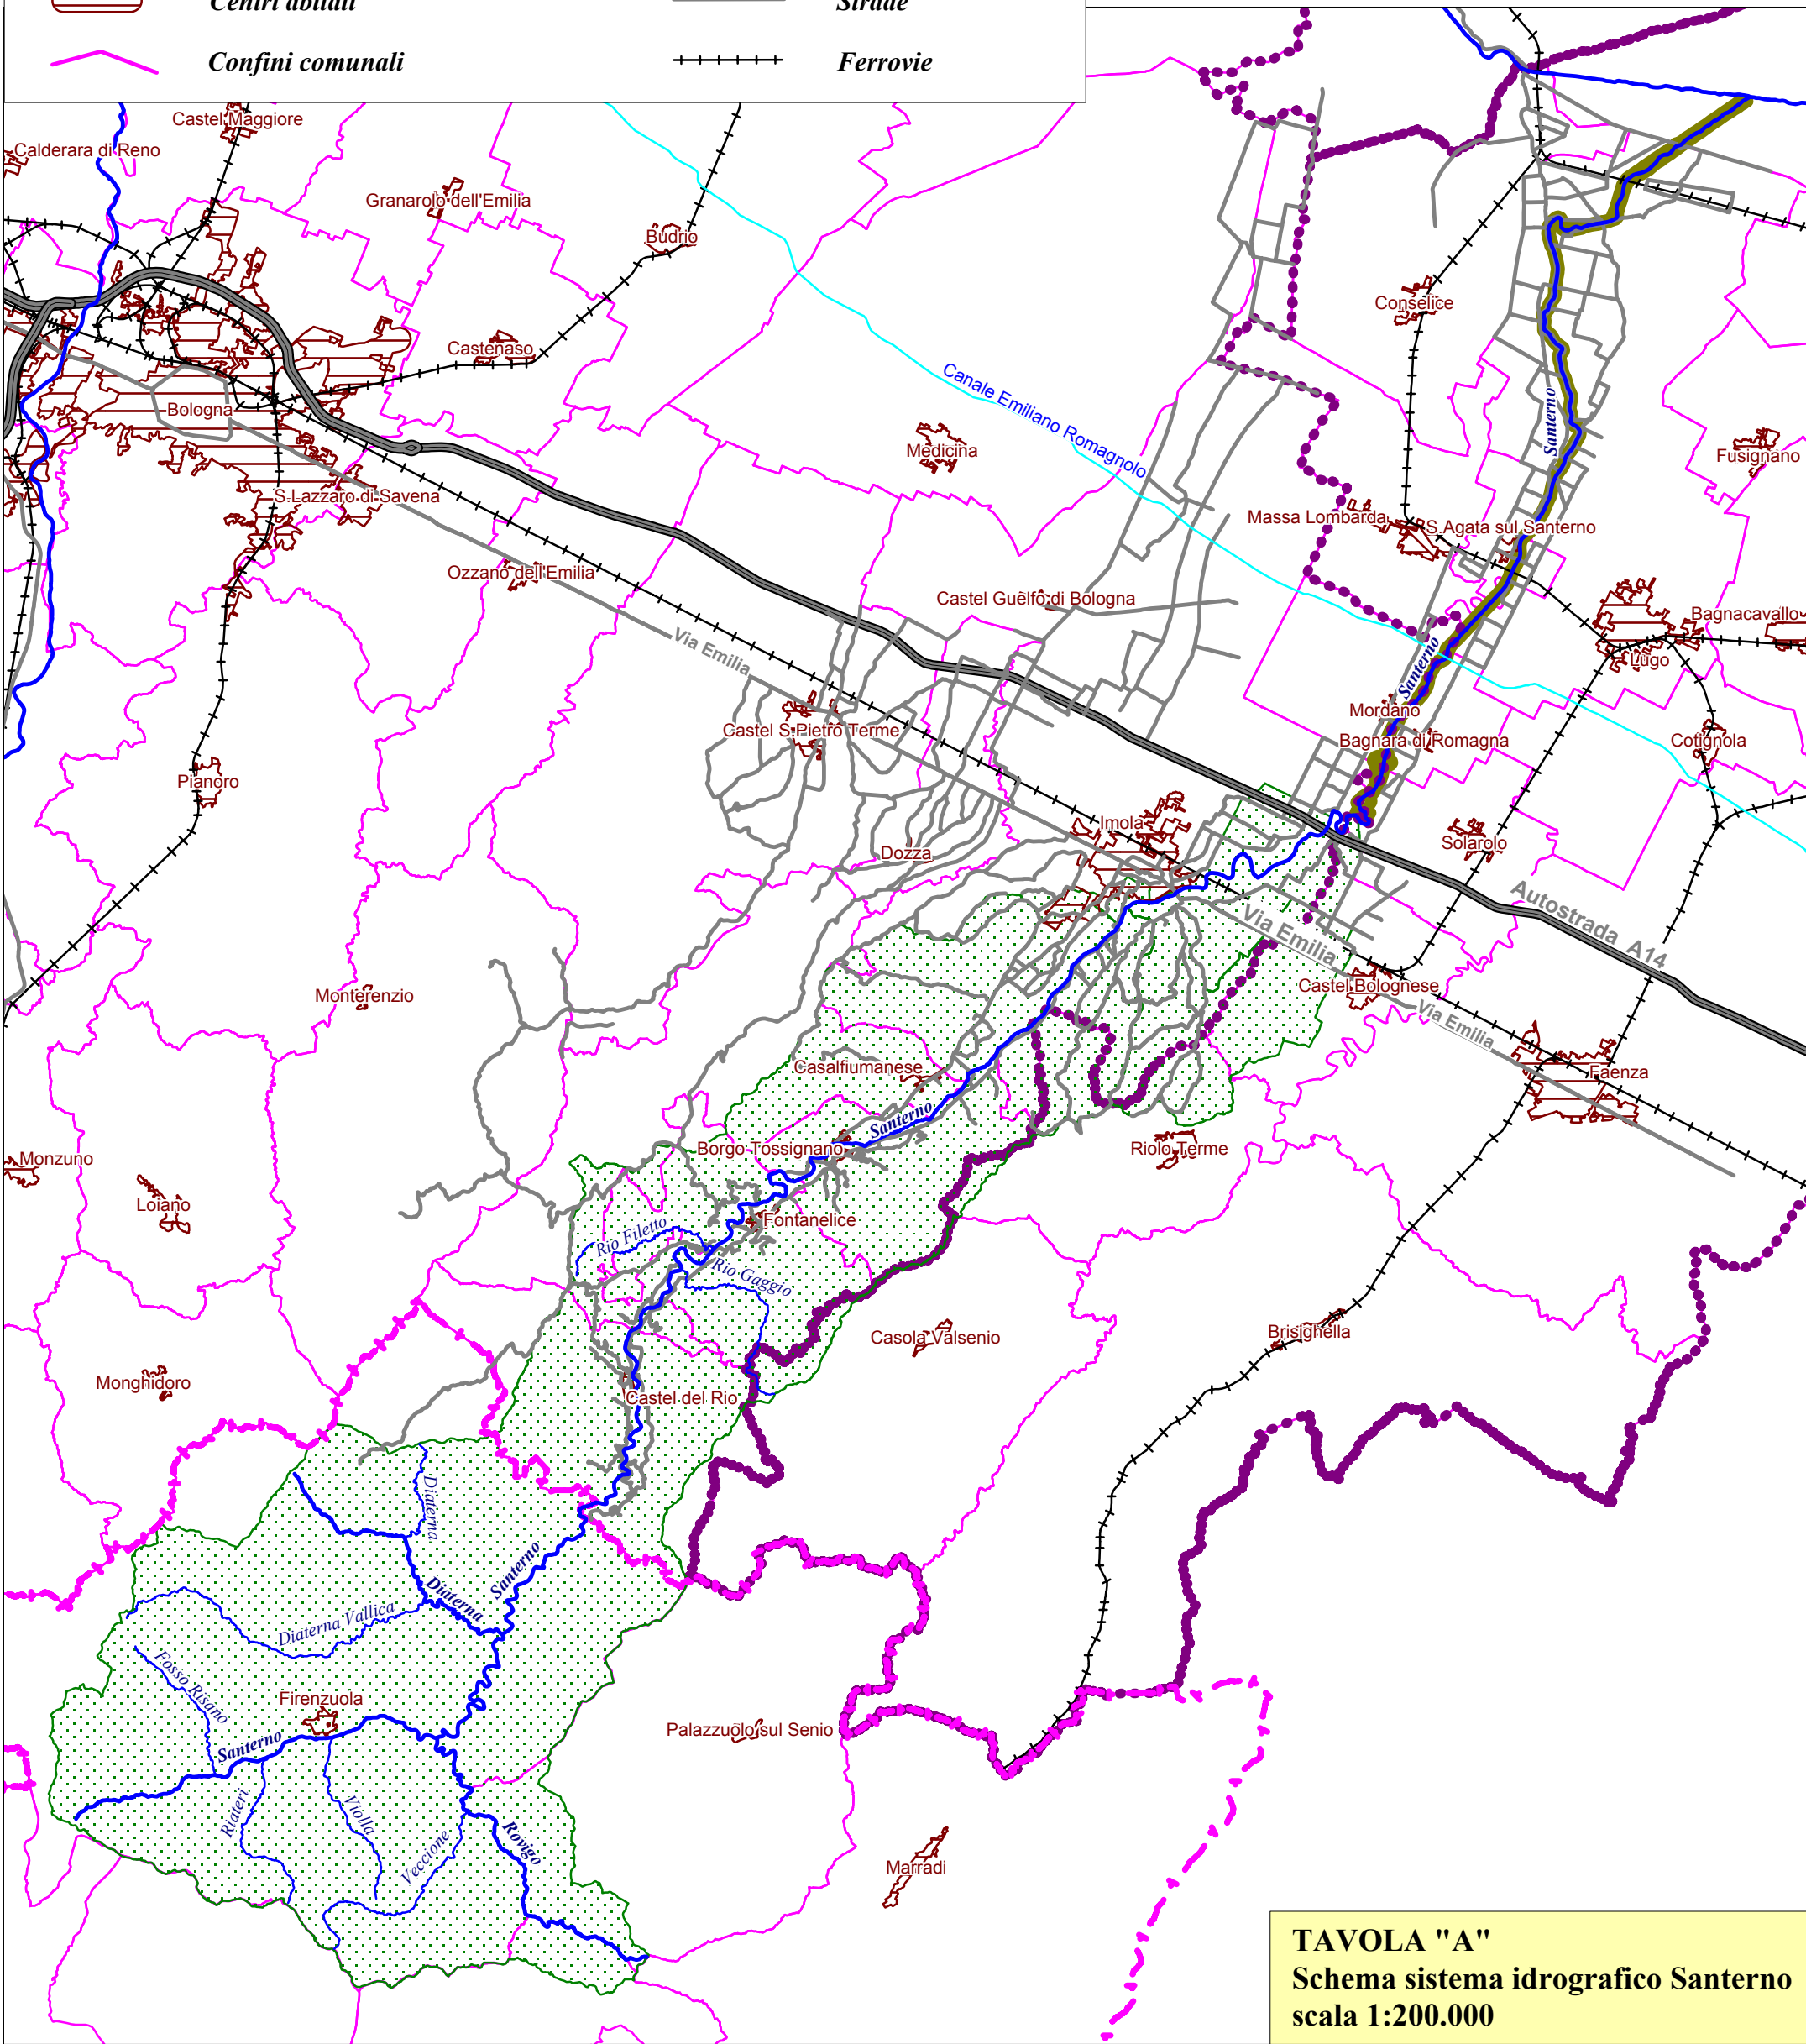 Centri abitati
Strade
Confini comunali
Ferrovie
Castel Maggiore
Calderara di Reno
Granarolo dell'Emilia
Budrio
Conselice
Castenaso
Canale Emiliano Romagnolo
Bologna
Santerno
Medicina
Fusignano
S.Lazzaro di Savena
Massa Lombarda
S.Agata sul Santerno
Ozzano dell'Emilia
Castel Guelfo di Bologna
Bagnacavallo
Via Emilia
Lugo
Santerno
Mordano
Castel S.Pietro Terme
Bagnara di Romagna
Cotignola
Pianoro
Imola
Solarolo
Dozza
Autostrada A14
Via Emilia
Castel Bolognese
Monterenzio
Via Emilia
Casalfiumanese
Faenza
Santerno
Borgo Tossignano
Riolo Terme
Monzuno
Loiano
Fontanelice
Rio Filetto
Rio Gaggio
Casola Valsenio
Brisighella
Monghidoro
Castel del Rio
Diaterna
Santerno
Diaterna
Diaterna Vallica
Fosso Risano
Firenzuola
Palazzuolo sul Senio
Santerno
Riateri
Violla
Veccione
Rovigo
Marradi
TAVOLA "A"
Schema sistema idrografico Santerno
scala 1:200.000